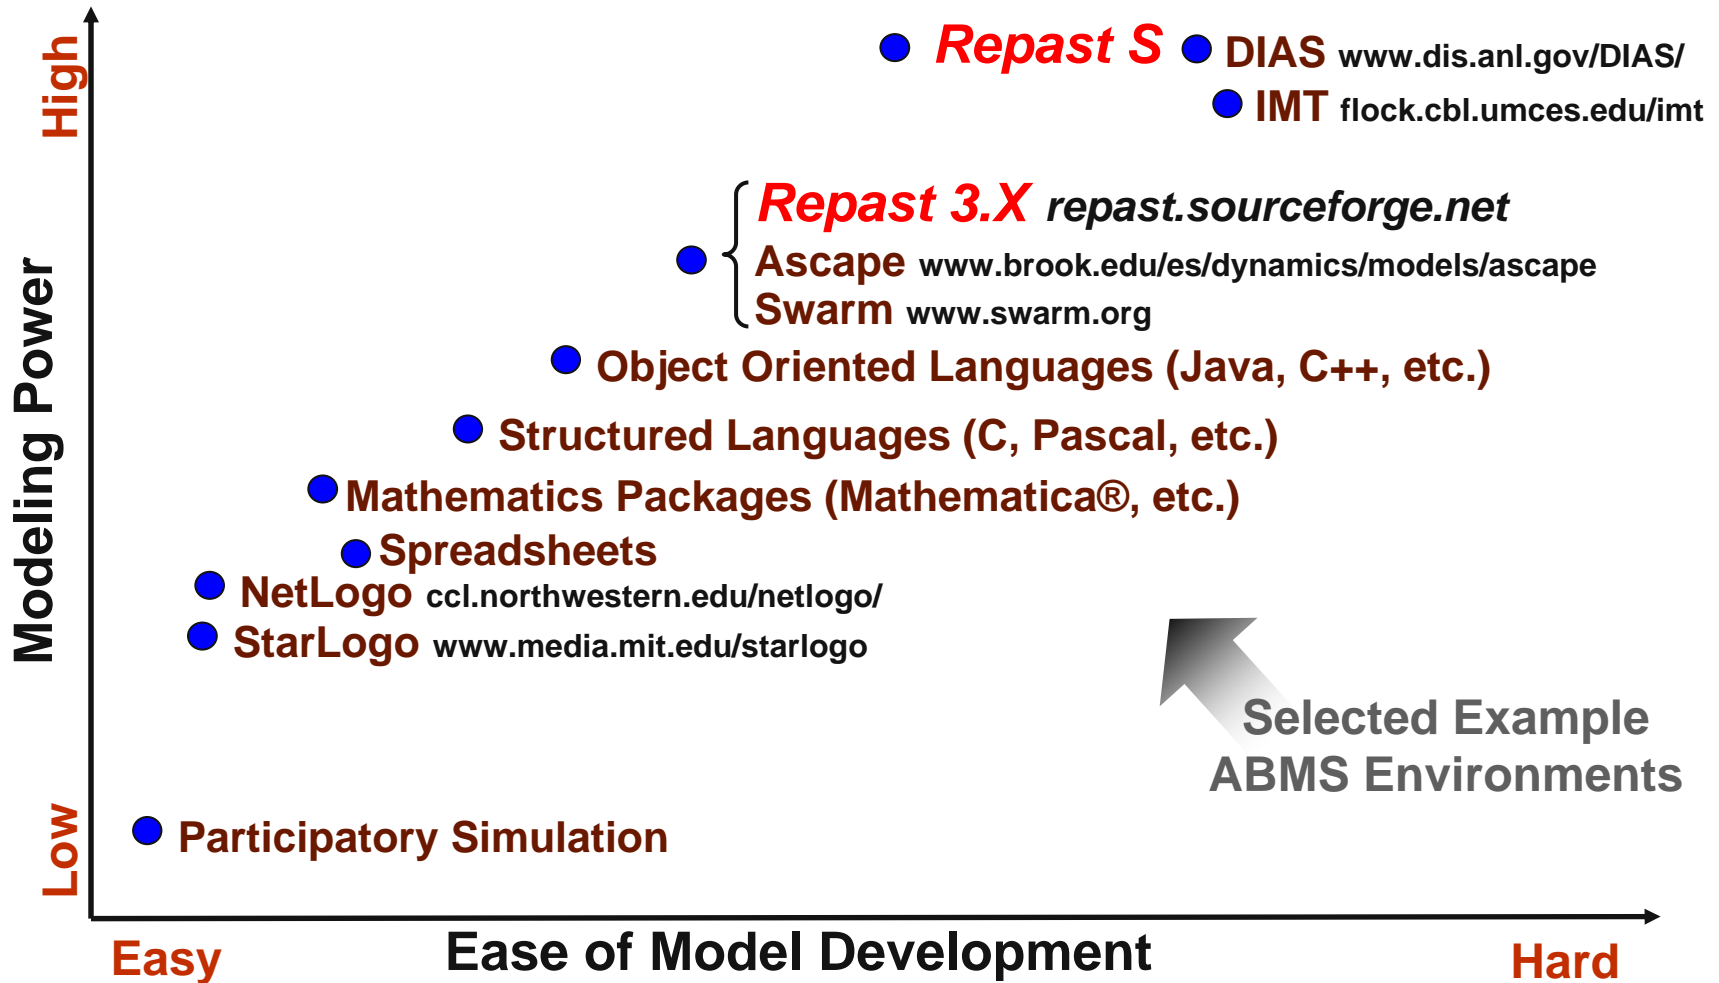 High
Repast S
DIAS www.dis.anl.gov/DIAS/
IMT flock.cbl.umces.edu/imt
Repast 3.X repast.sourceforge.net
Ascape www.brook.edu/es/dynamics/models/ascape
Swarm www.swarm.org
Object Oriented Languages (Java, C++, etc.)
Structured Languages (C, Pascal, etc.)
Mathematics Packages (Mathematica®, etc.)
Spreadsheets
NetLogo ccl.northwestern.edu/netlogo/
StarLogo www.media.mit.edu/starlogo
Modeling Power
Selected Example
ABMS Environments
Low
Participatory Simulation
Easy
Ease of Model Development
Hard